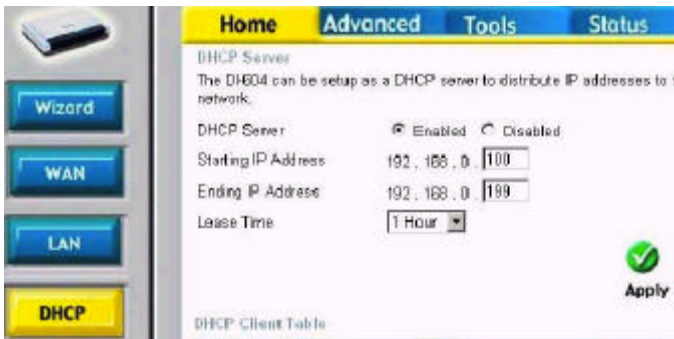 Home Advanced Tools Status
DHCP Server
The DI-604 can be setup as a DHCP server to distribute IP addresses to
network.
Wizard
DHCP Server Enabled Disabled
Starting IP Address 192 . 168 . 0 . 100
WAN
Ending IP Address 192 . 168 . 0 . 199
Lease Time 1 Hour
LAN
Apply
DHCP
DHCP Client Table